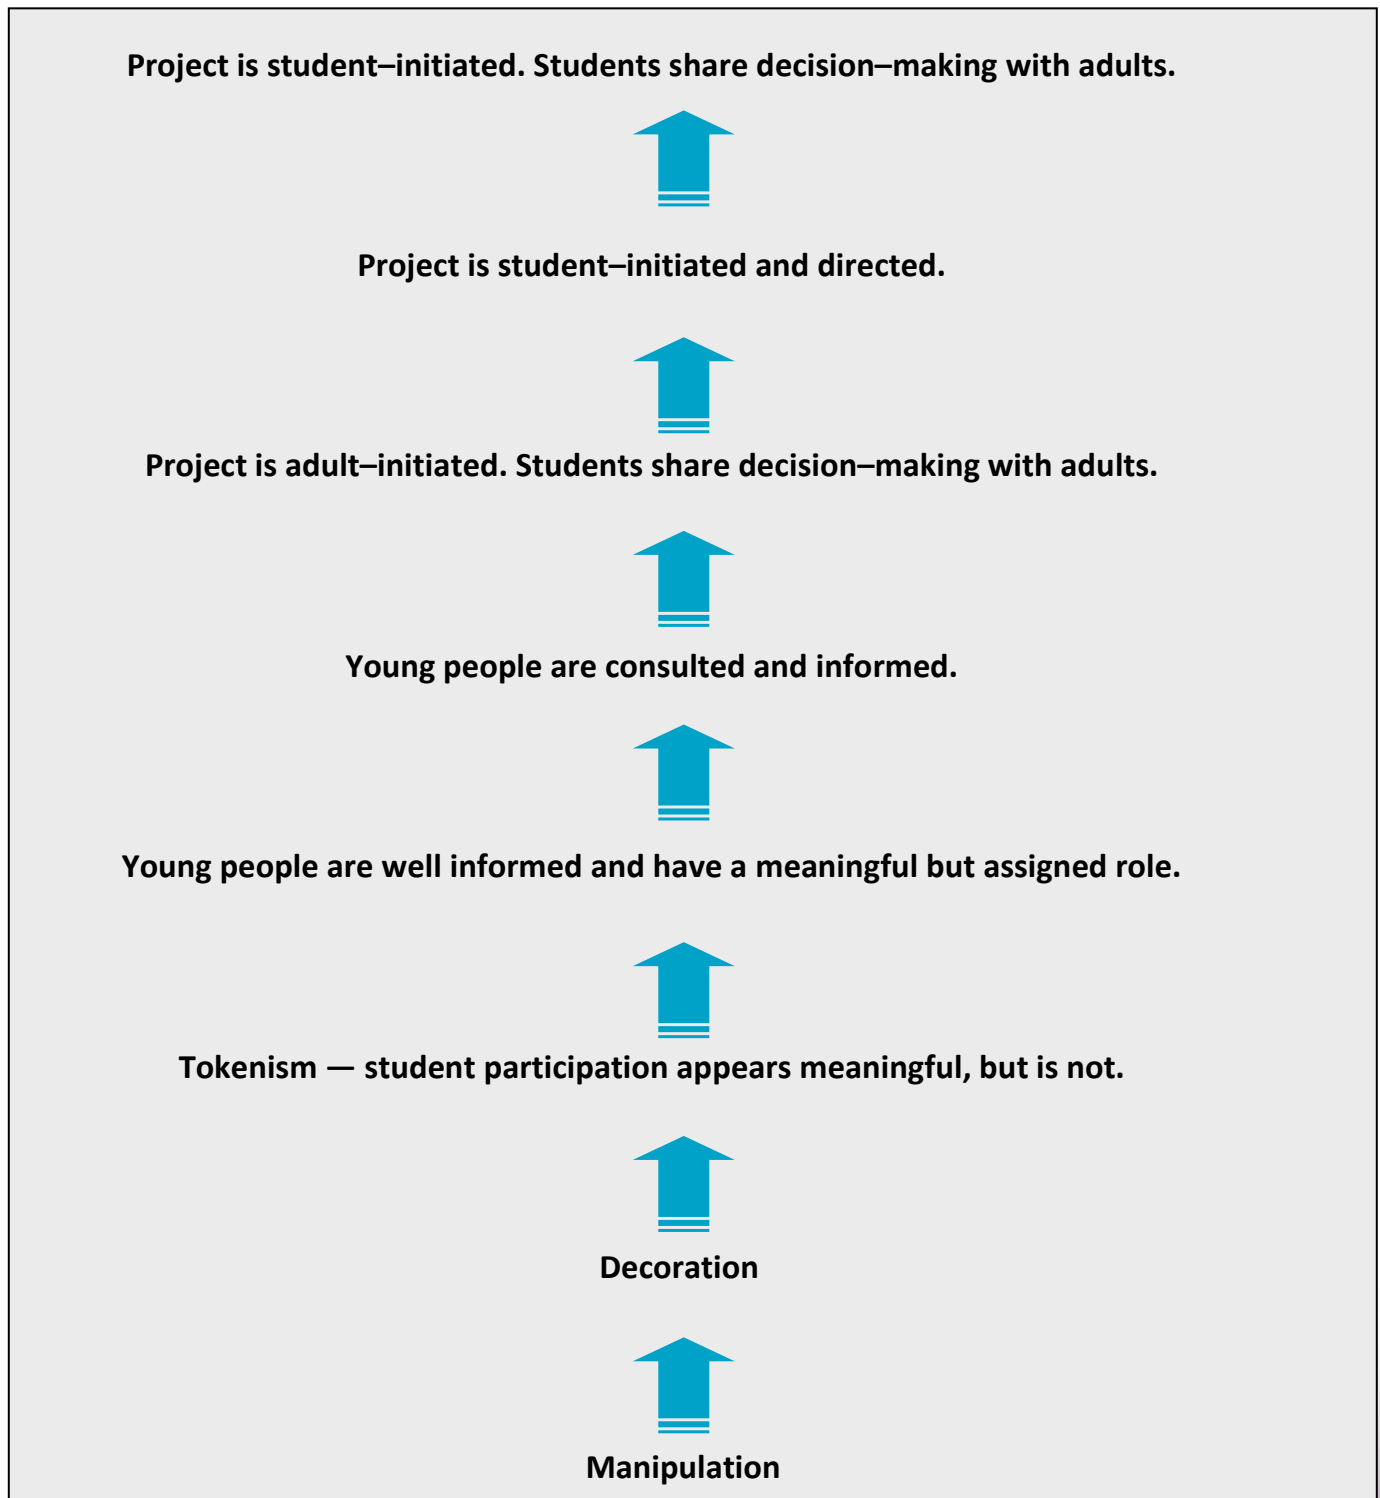 Project is student–initiated. Students share decision–making with adults.
Project is student–initiated and directed.
Project is adult–initiated. Students share decision–making with adults.
Young people are consulted and informed.
Young people are well informed and have a meaningful but assigned role.
Tokenism — student participation appears meaningful, but is not.
Decoration
Manipulation